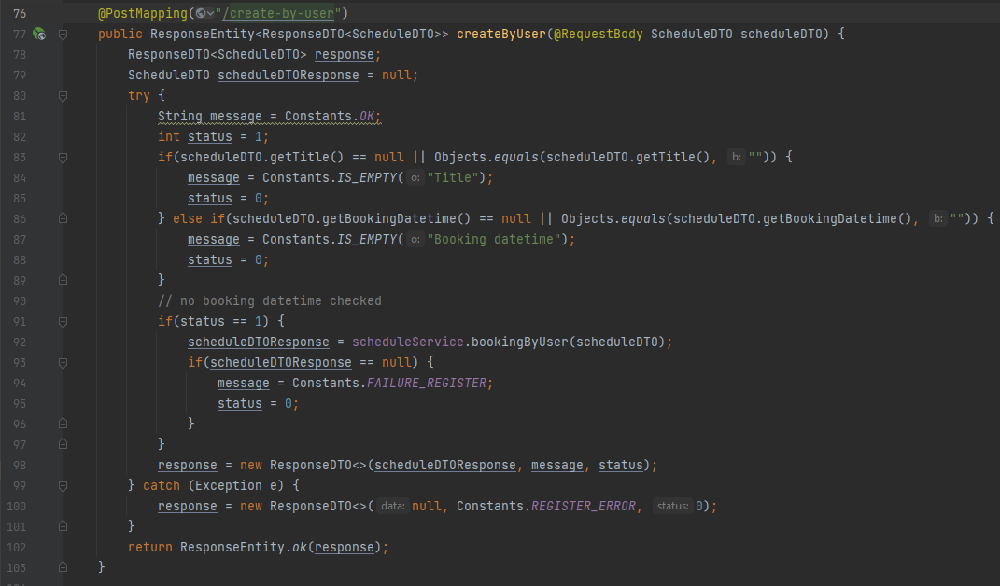 76 @PostMapping("/create-by-user")
77 public ResponseEntity<ResponseDTO<ScheduleDTO>> createByUser(@RequestBody ScheduleDTO scheduleDTO) {
78 ResponseDTO<ScheduleDTO> response;
79 ScheduleDTO scheduleDTOResponse = null;
80 try {
81 String message = Constants.OK;
82 int status = 1;
83 if(scheduleDTO.getTitle() == null || Objects.equals(scheduleDTO.getTitle(), b: "")) {
84 message = Constants.IS_EMPTY( o: "Title");
85 status = 0;
86 } else if(scheduleDTO.getBookingDatetime() == null || Objects.equals(scheduleDTO.getBookingDatetime(), b: "")) {
87 message = Constants.IS_EMPTY( o: "Booking datetime");
88 status = 0;
89 }
90 // no booking datetime checked
91 if(status == 1) {
92 scheduleDTOResponse = scheduleService.bookingByUser(scheduleDTO);
93 if(scheduleDTOResponse == null) {
94 message = Constants.FAILURE_REGISTER;
95 status = 0;
96 }
97 }
98 response = new ResponseDTO<>(scheduleDTOResponse, message, status);
99 } catch (Exception e) {
100 response = new ResponseDTO<>( data: null, Constants.REGISTER_ERROR, status: 0);
101 }
102 return ResponseEntity.ok(response);
103 }